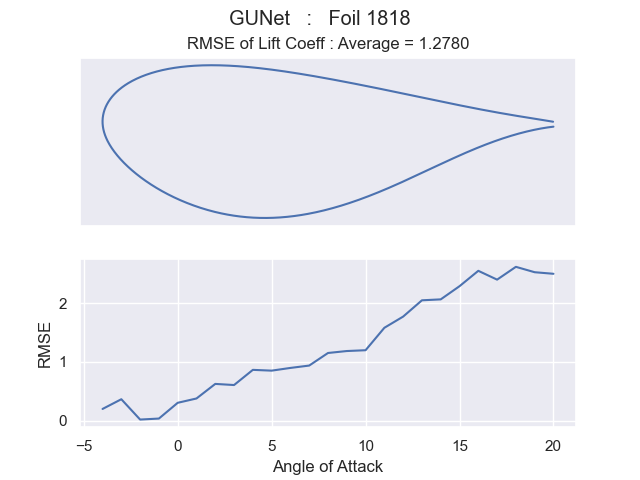 GUNet : Foil 1818
RMSE of Lift Coeff : Average = 1.2780
2
1
0
RMSE
−5 0 5 10 15 20
Angle of Attack